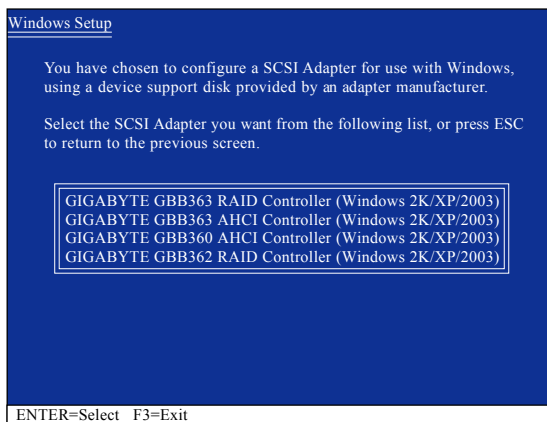 Windows Setup
You have chosen to configure a SCSI Adapter for use with Windows,
using a device support disk provided by an adapter manufacturer.
Select the SCSI Adapter you want from the following list, or press ESC
to return to the previous screen.
GIGABYTE GBB363 RAID Controller (Windows 2K/XP/2003)
GIGABYTE GBB363 AHCI Controller (Windows 2K/XP/2003)
GIGABYTE GBB360 AHCI Controller (Windows 2K/XP/2003)
GIGABYTE GBB362 RAID Controller (Windows 2K/XP/2003)
ENTER=Select F3=Exit